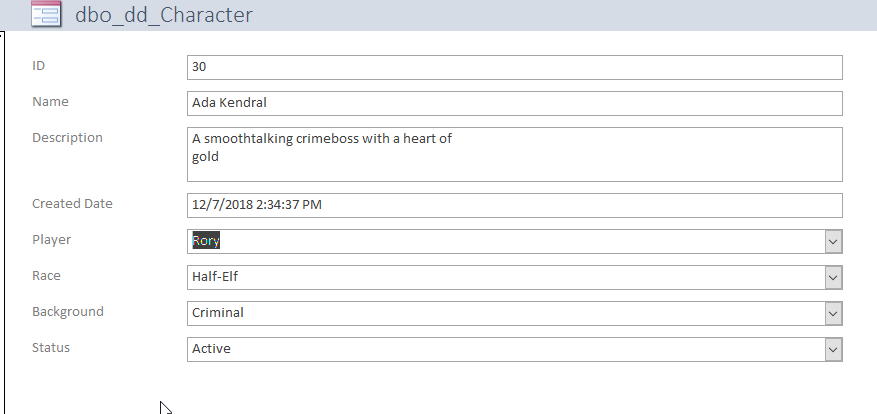 dbo_dd_Character
ID 30
Name Ada Kendral
Description A smoothtalking crimeboss with a heart of
gold
Created Date 12/7/2018 2:34:37 PM
Player Rory
Race Half-Elf
Background Criminal
Status Active